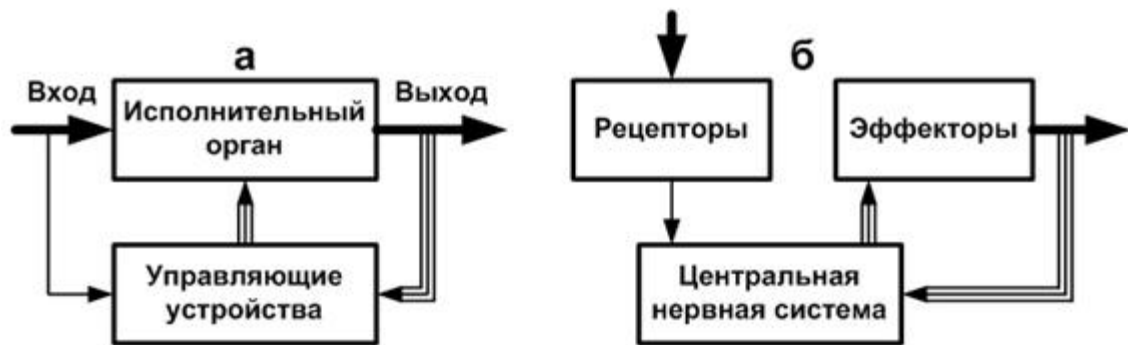 а
Вход
Исполнительный
орган
Выход
Управляющие
устройства
б
Рецепторы
Эффекторы
Центральная
нервная система